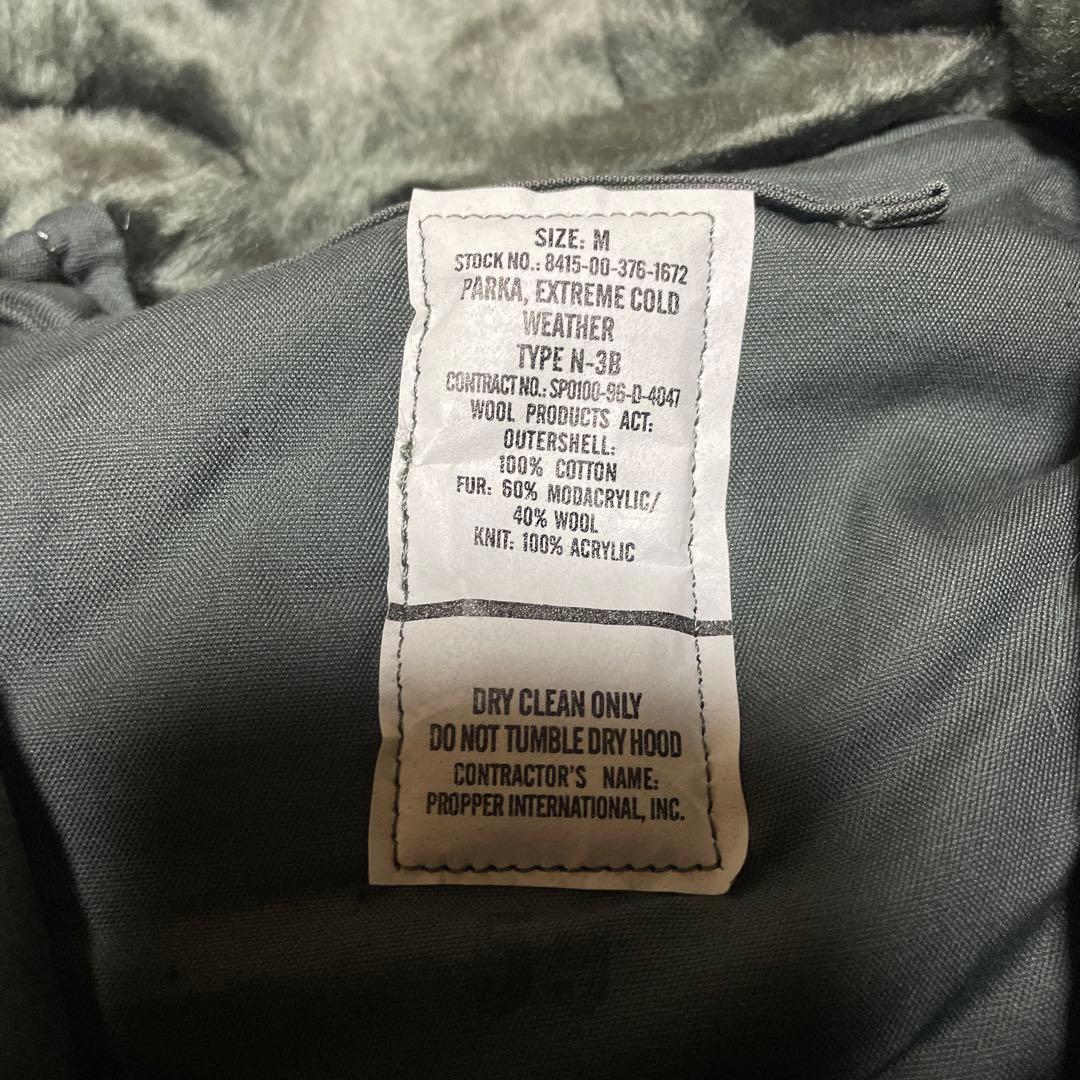 SIZE: M
STOCK NO.: 8415-00-376-1672
PARKA, EXTREME COLD
WEATHER
TYPE N-3B
CONTRACT NO.: SP0100-96-D-4047
WOOL PRODUCTS ACT:
OUTERSHELL:
100% COTTON
FUR: 60% MODACRYLIC/
40% WOOL
KNIT: 100% ACRYLIC
DRY CLEAN ONLY
DO NOT TUMBLE DRY HOOD
CONTRACTOR'S NAME:
PROPPER INTERNATIONAL, INC.